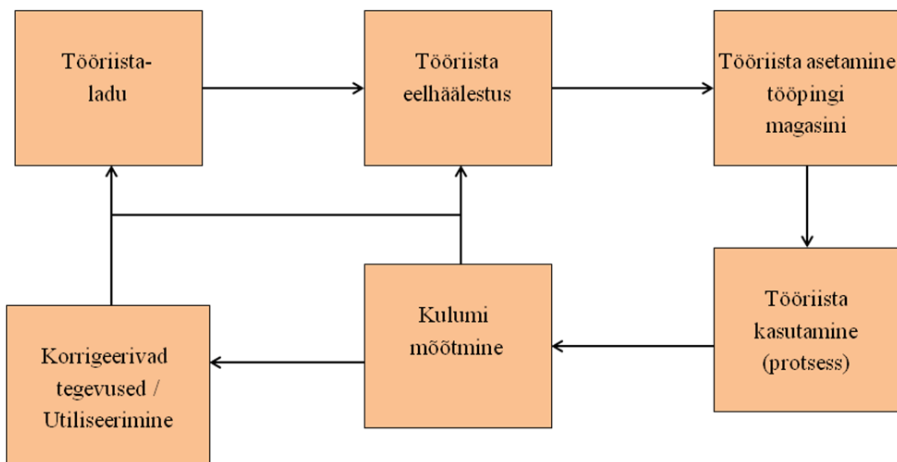 Tööriista-
ladu
Tööriista
eelhäälestus
Tööriista asetamine
tööpingi
magasini
Tööriista
kasutamine
(protsess)
Kulumi
mõõtmine
Korrigeerivad
tegevused /
Utiliseerimine